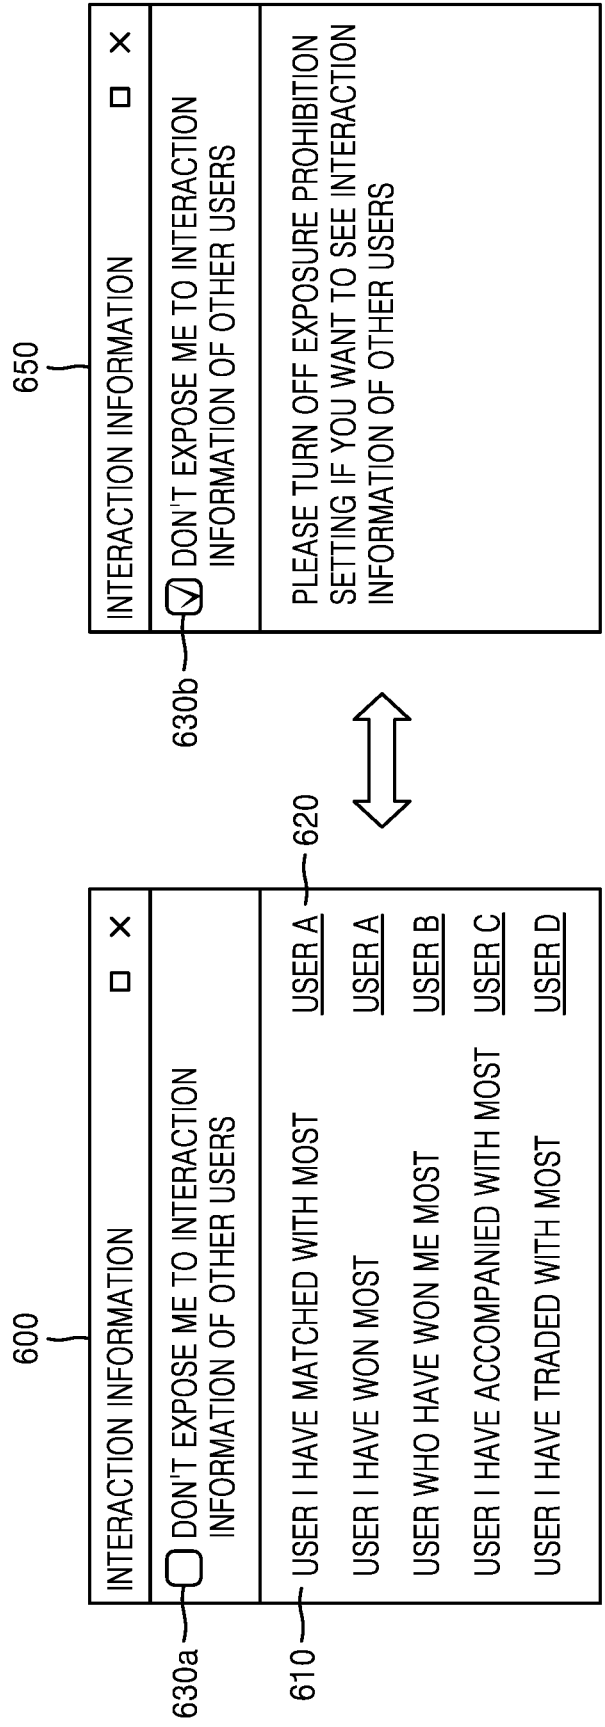 600
INTERACTION INFORMATION
630a
DON'T EXPOSE ME TO INTERACTION
INFORMATION OF OTHER USERS
610
USER I HAVE MATCHED WITH MOST USER A
620
USER I HAVE WON MOST USER A
USER WHO HAVE WON ME MOST USER B
USER I HAVE ACCOMPANIED WITH MOST USER C
USER I HAVE TRADED WITH MOST USER D
650
INTERACTION INFORMATION
630b
DON'T EXPOSE ME TO INTERACTION
INFORMATION OF OTHER USERS
PLEASE TURN OFF EXPOSURE PROHIBITION
SETTING IF YOU WANT TO SEE INTERACTION
INFORMATION OF OTHER USERS